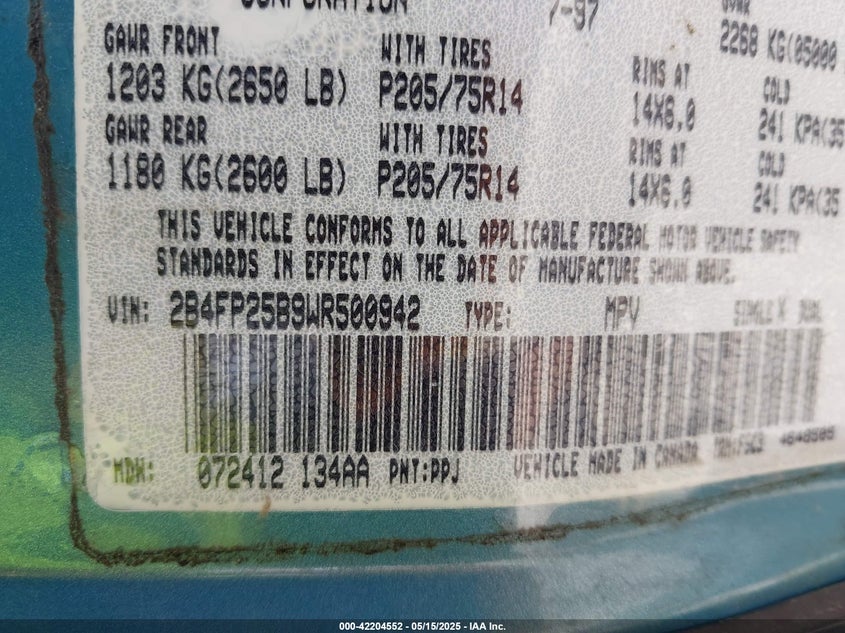 CORPORATION 7-97 GVWR
2268 KG(05000
GAWR FRONT WITH TIRES RIMS AT COLD
1203 KG(2650 LB) P205/75R14 14X6.0 241 KPA(35
GAWR REAR WITH TIRES RIMS AT COLD
1180 KG(2600 LB) P205/75R14 14X6.0 241 KPA(35
THIS VEHICLE CONFORMS TO ALL APPLICABLE FEDERAL MOTOR VEHICLE SAFETY
STANDARDS IN EFFECT ON THE DATE OF MANUFACTURE SHOWN ABOVE.
VIN: 2B4FP25B9WR500942 TYPE: MPV SINGLE X DUAL
MDH: 072412 134AA PNT:PPJ VEHICLE MADE IN CANADA
000-42204552 — 05/15/2025 — IAA Inc.